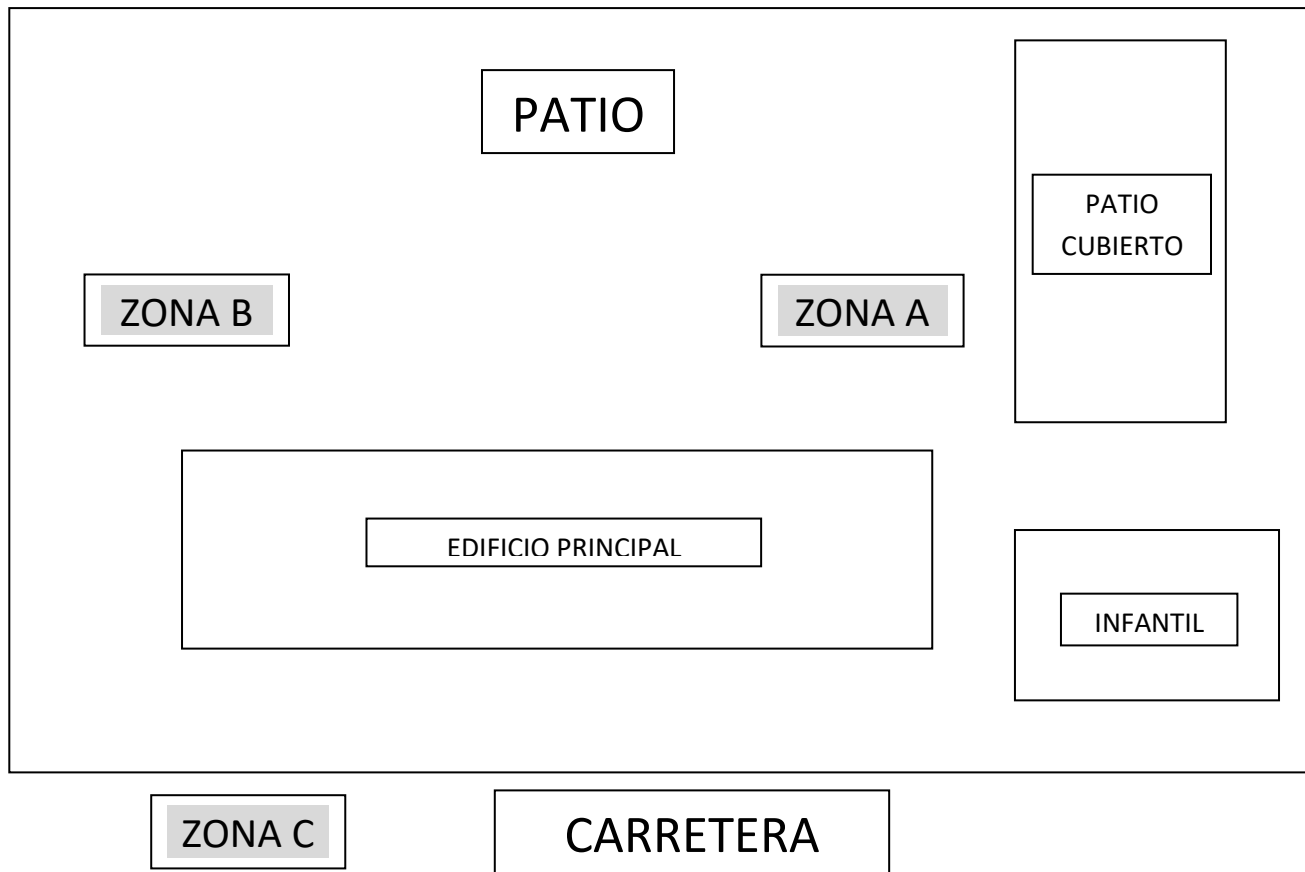 PATIO
PATIO
CUBIERTO
ZONA B
ZONA A
EDIFICIO PRINCIPAL
INFANTIL
ZONA C
CARRETERA